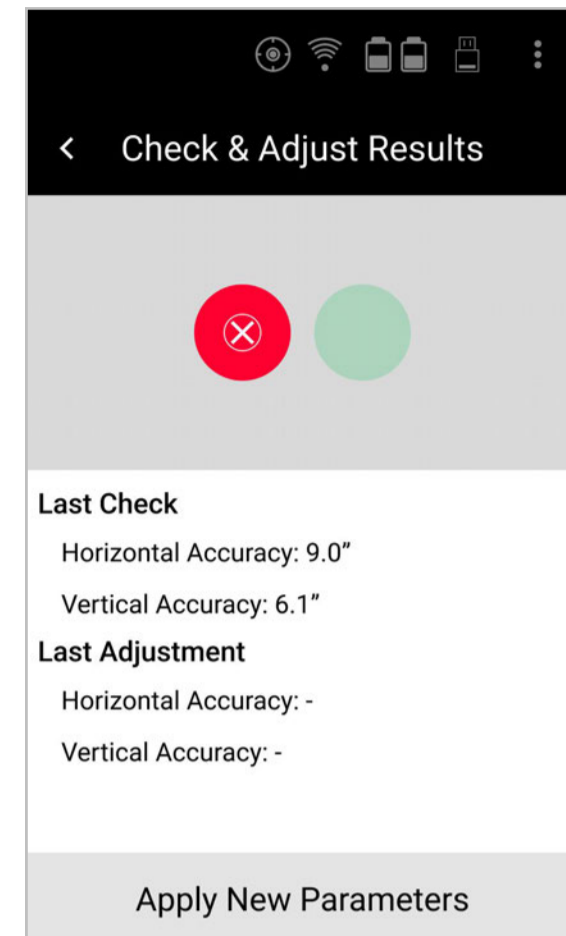 Check & Adjust Results
Last Check
Horizontal Accuracy: 9.0”
Vertical Accuracy: 6.1”
Last Adjustment
Horizontal Accuracy: -
Vertical Accuracy: -
Apply New Parameters